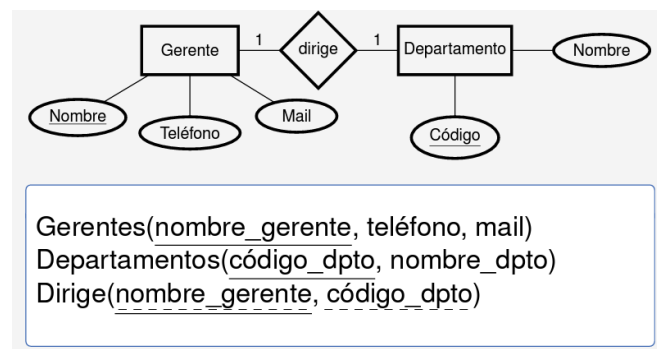 Gerente
1
dirige
1
Departamento
Nombre
Nombre
Teléfono
Mail
Código
Gerentes(nombre_gerente, teléfono, mail)
Departamentos(código_dpto, nombre_dpto)
Dirige(nombre_gerente, código_dpto)